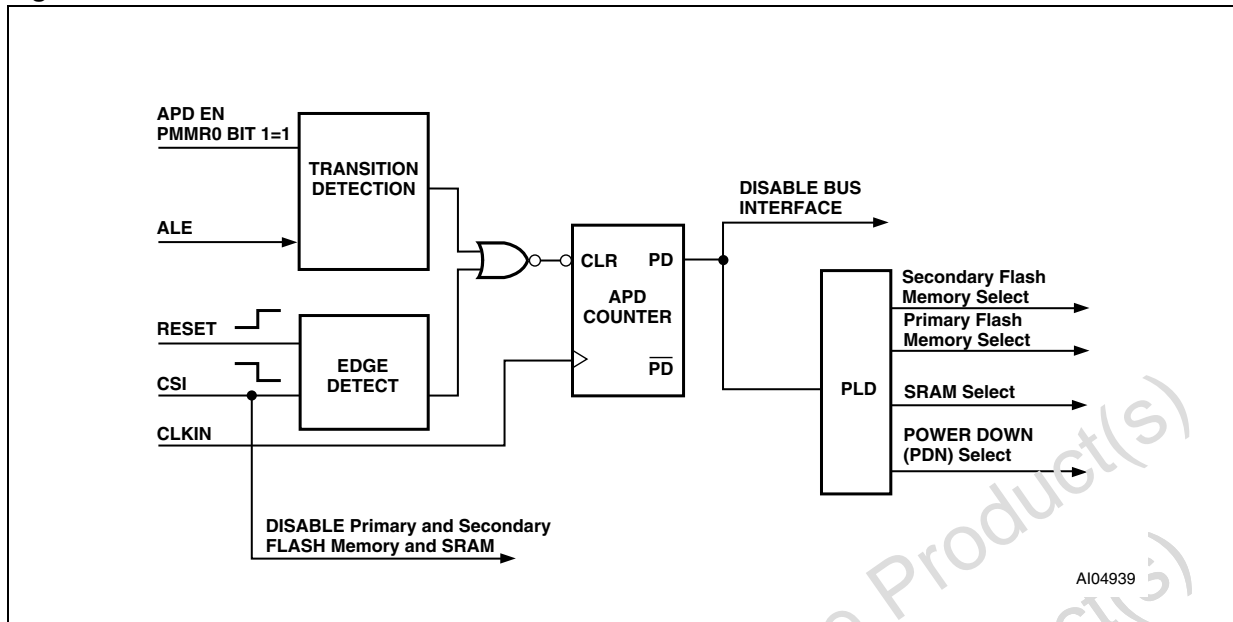 APD EN
PMMR0 BIT 1=1
TRANSITION
DETECTION
ALE
DISABLE BUS
INTERFACE
CLR PD
APD
COUNTER
PD
RESET
EDGE
DETECT
CSI
CLKIN
PLD
Secondary Flash
Memory Select
Primary Flash
Memory Select
SRAM Select
POWER DOWN
(PDN) Select
DISABLE Primary and Secondary
FLASH Memory and SRAM
AI04939
Product(s)